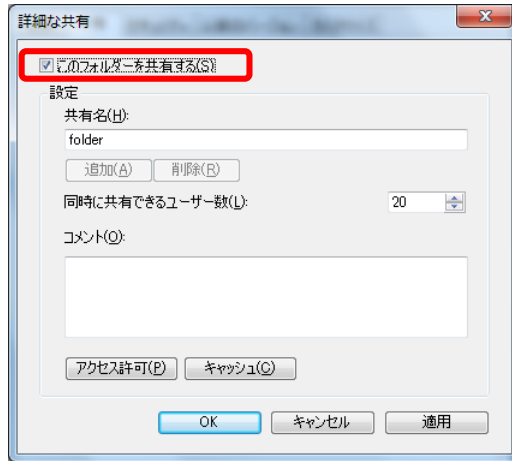 詳細な共有
このフォルダーを共有する(S)
設定
共有名(H):
folder
追加(A) 削除(R)
同時に共有できるユーザー数(L): 20
コメント(O):
アクセス許可(P) キャッシュ(C)
OK キャンセル 適用